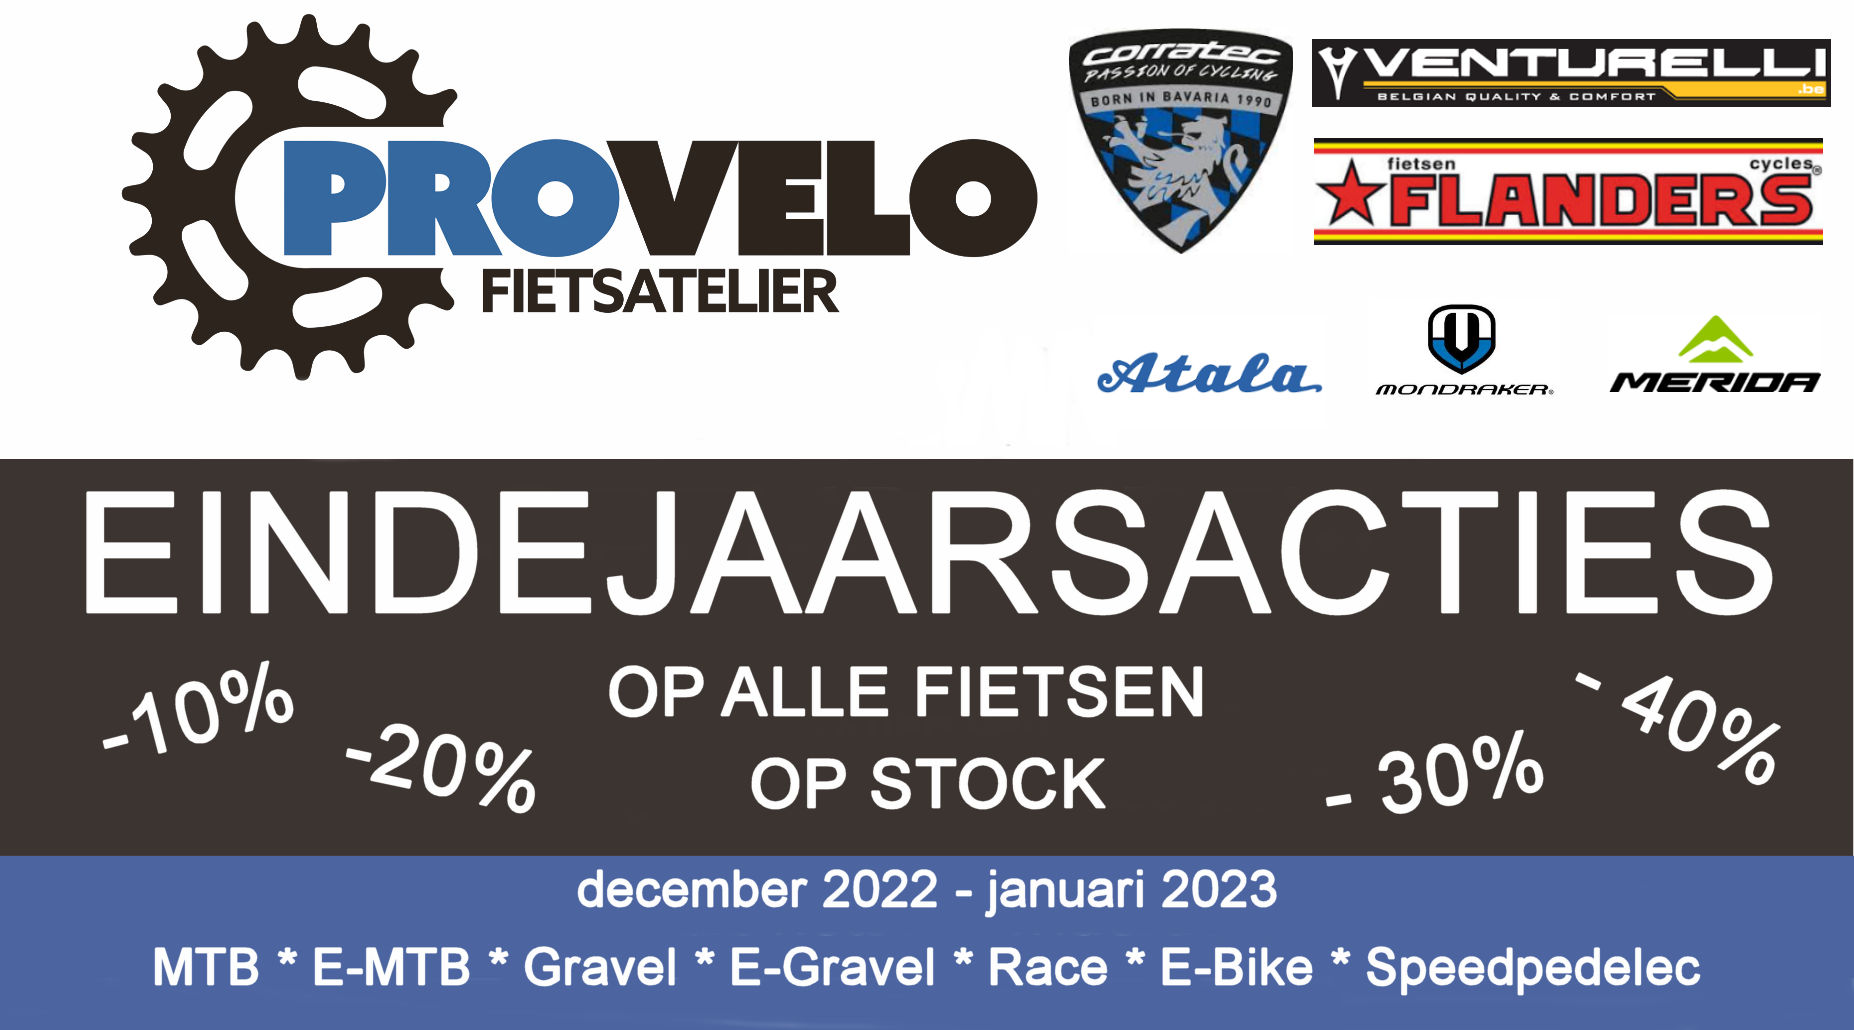 PROVELO
FIETSATELIER
corratec
PASSION OF CYCLING
BORN IN BAVARIA 1990
VENTURELLI
.be
BELGIAN QUALITY & COMFORT
fietsen cycles
FLANDERS®
Atala
MONDRAKER®
MERIDA
EINDEJAARSACTIES
-10%
-20%
OP ALLE FIETSEN
OP STOCK
- 30%
- 40%
december 2022 - januari 2023
MTB * E-MTB * Gravel * E-Gravel * Race * E-Bike * Speedpedelec